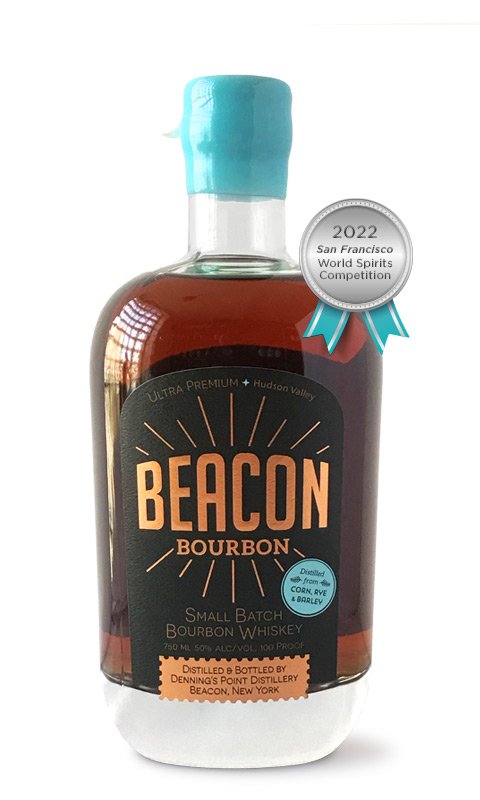 2022
San Francisco
World Spirits
Competition
ULTRA PREMIUM ✦ Hudson Valley
BEACON
BOURBON
Distilled
from
CORN, RYE
& BARLEY
SMALL BATCH
BOURBON WHISKEY
750 ML 50% ALC/VOL. 100 PROOF
DISTILLED & BOTTLED BY
DENNING'S POINT DISTILLERY
BEACON, NEW YORK